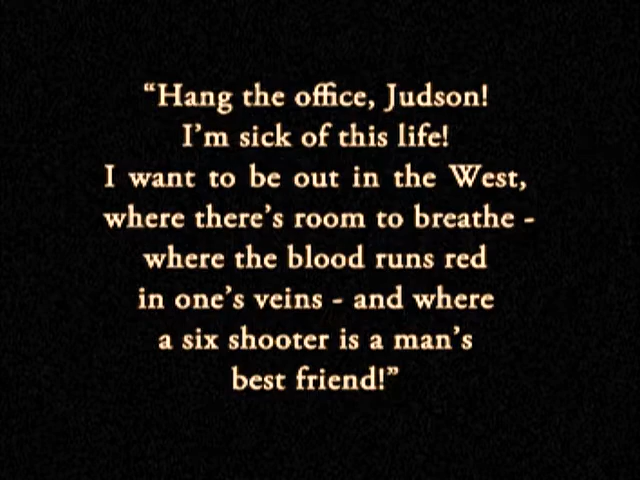 “Hang the office, Judson!
I’m sick of this life!
I want to be out in the West,
where there’s room to breathe -
where the blood runs red
in one’s veins - and where
a six shooter is a man’s
best friend!”